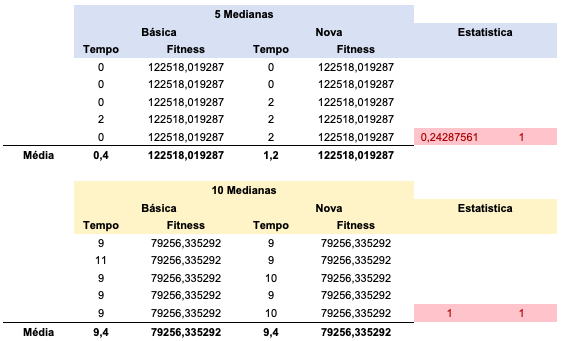 5 Medianas
Básica Nova Estatistica
Tempo Fitness Tempo Fitness
0 122518,019287 0 122518,019287
0 122518,019287 0 122518,019287
0 122518,019287 2 122518,019287
2 122518,019287 2 122518,019287
0 122518,019287 2 122518,019287 0,24287561 1
Média 0,4 122518,019287 1,2 122518,019287
10 Medianas
Básica Nova Estatistica
Tempo Fitness Tempo Fitness
9 79256,335292 9 79256,335292
11 79256,335292 9 79256,335292
9 79256,335292 10 79256,335292
9 79256,335292 9 79256,335292
9 79256,335292 10 79256,335292 1 1
Média 9,4 79256,335292 9,4 79256,335292